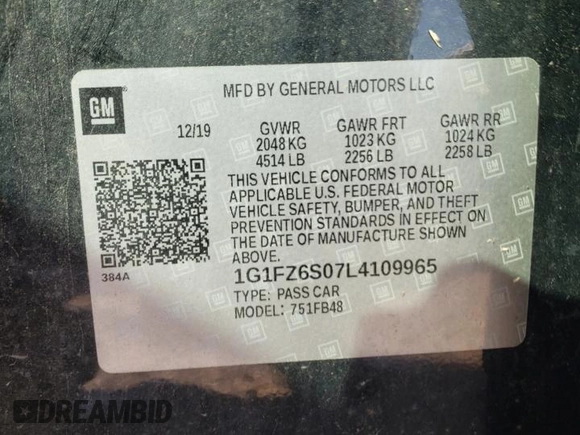 GM
MFD BY GENERAL MOTORS LLC
12/19 GVWR GAWR FRT GAWR RR
2048 KG 1023 KG 1024 KG
4514 LB 2256 LB 2258 LB
THIS VEHICLE CONFORMS TO ALL
APPLICABLE U.S. FEDERAL MOTOR
VEHICLE SAFETY, BUMPER, AND THEFT
PREVENTION STANDARDS IN EFFECT ON
THE DATE OF MANUFACTURE SHOWN
ABOVE.
384A
1G1FZ6S07L4109965
TYPE: PASS CAR
MODEL: 751FB48
DREAMBID